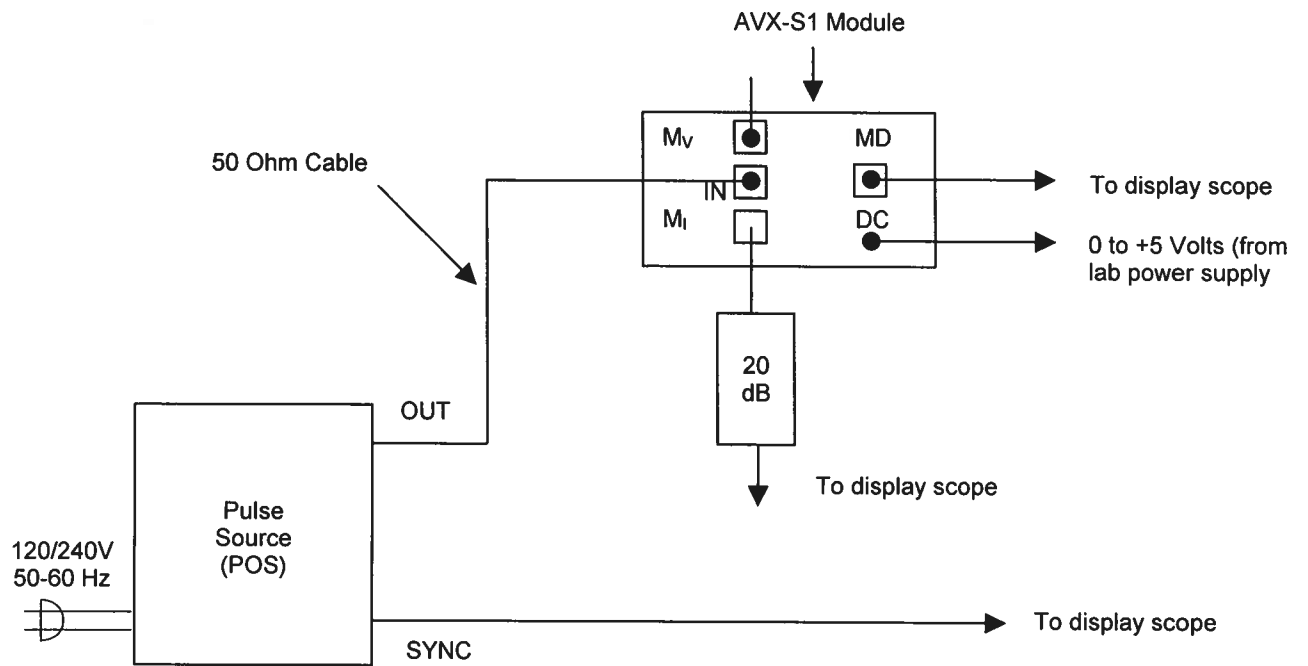 AVX-S1 Module
50 Ohm Cable
MV
MD
IN
MI
DC
To display scope
0 to +5 Volts (from
lab power supply
20
dB
OUT
To display scope
Pulse
Source
(POS)
120/240V
50-60 Hz
To display scope
SYNC